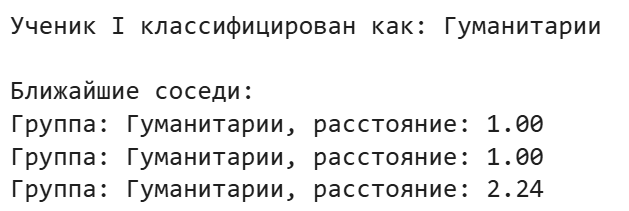 Ученик I классифицирован как: Гуманитарии
Ближайшие соседи:
Группа: Гуманитарии, расстояние: 1.00
Группа: Гуманитарии, расстояние: 1.00
Группа: Гуманитарии, расстояние: 2.24